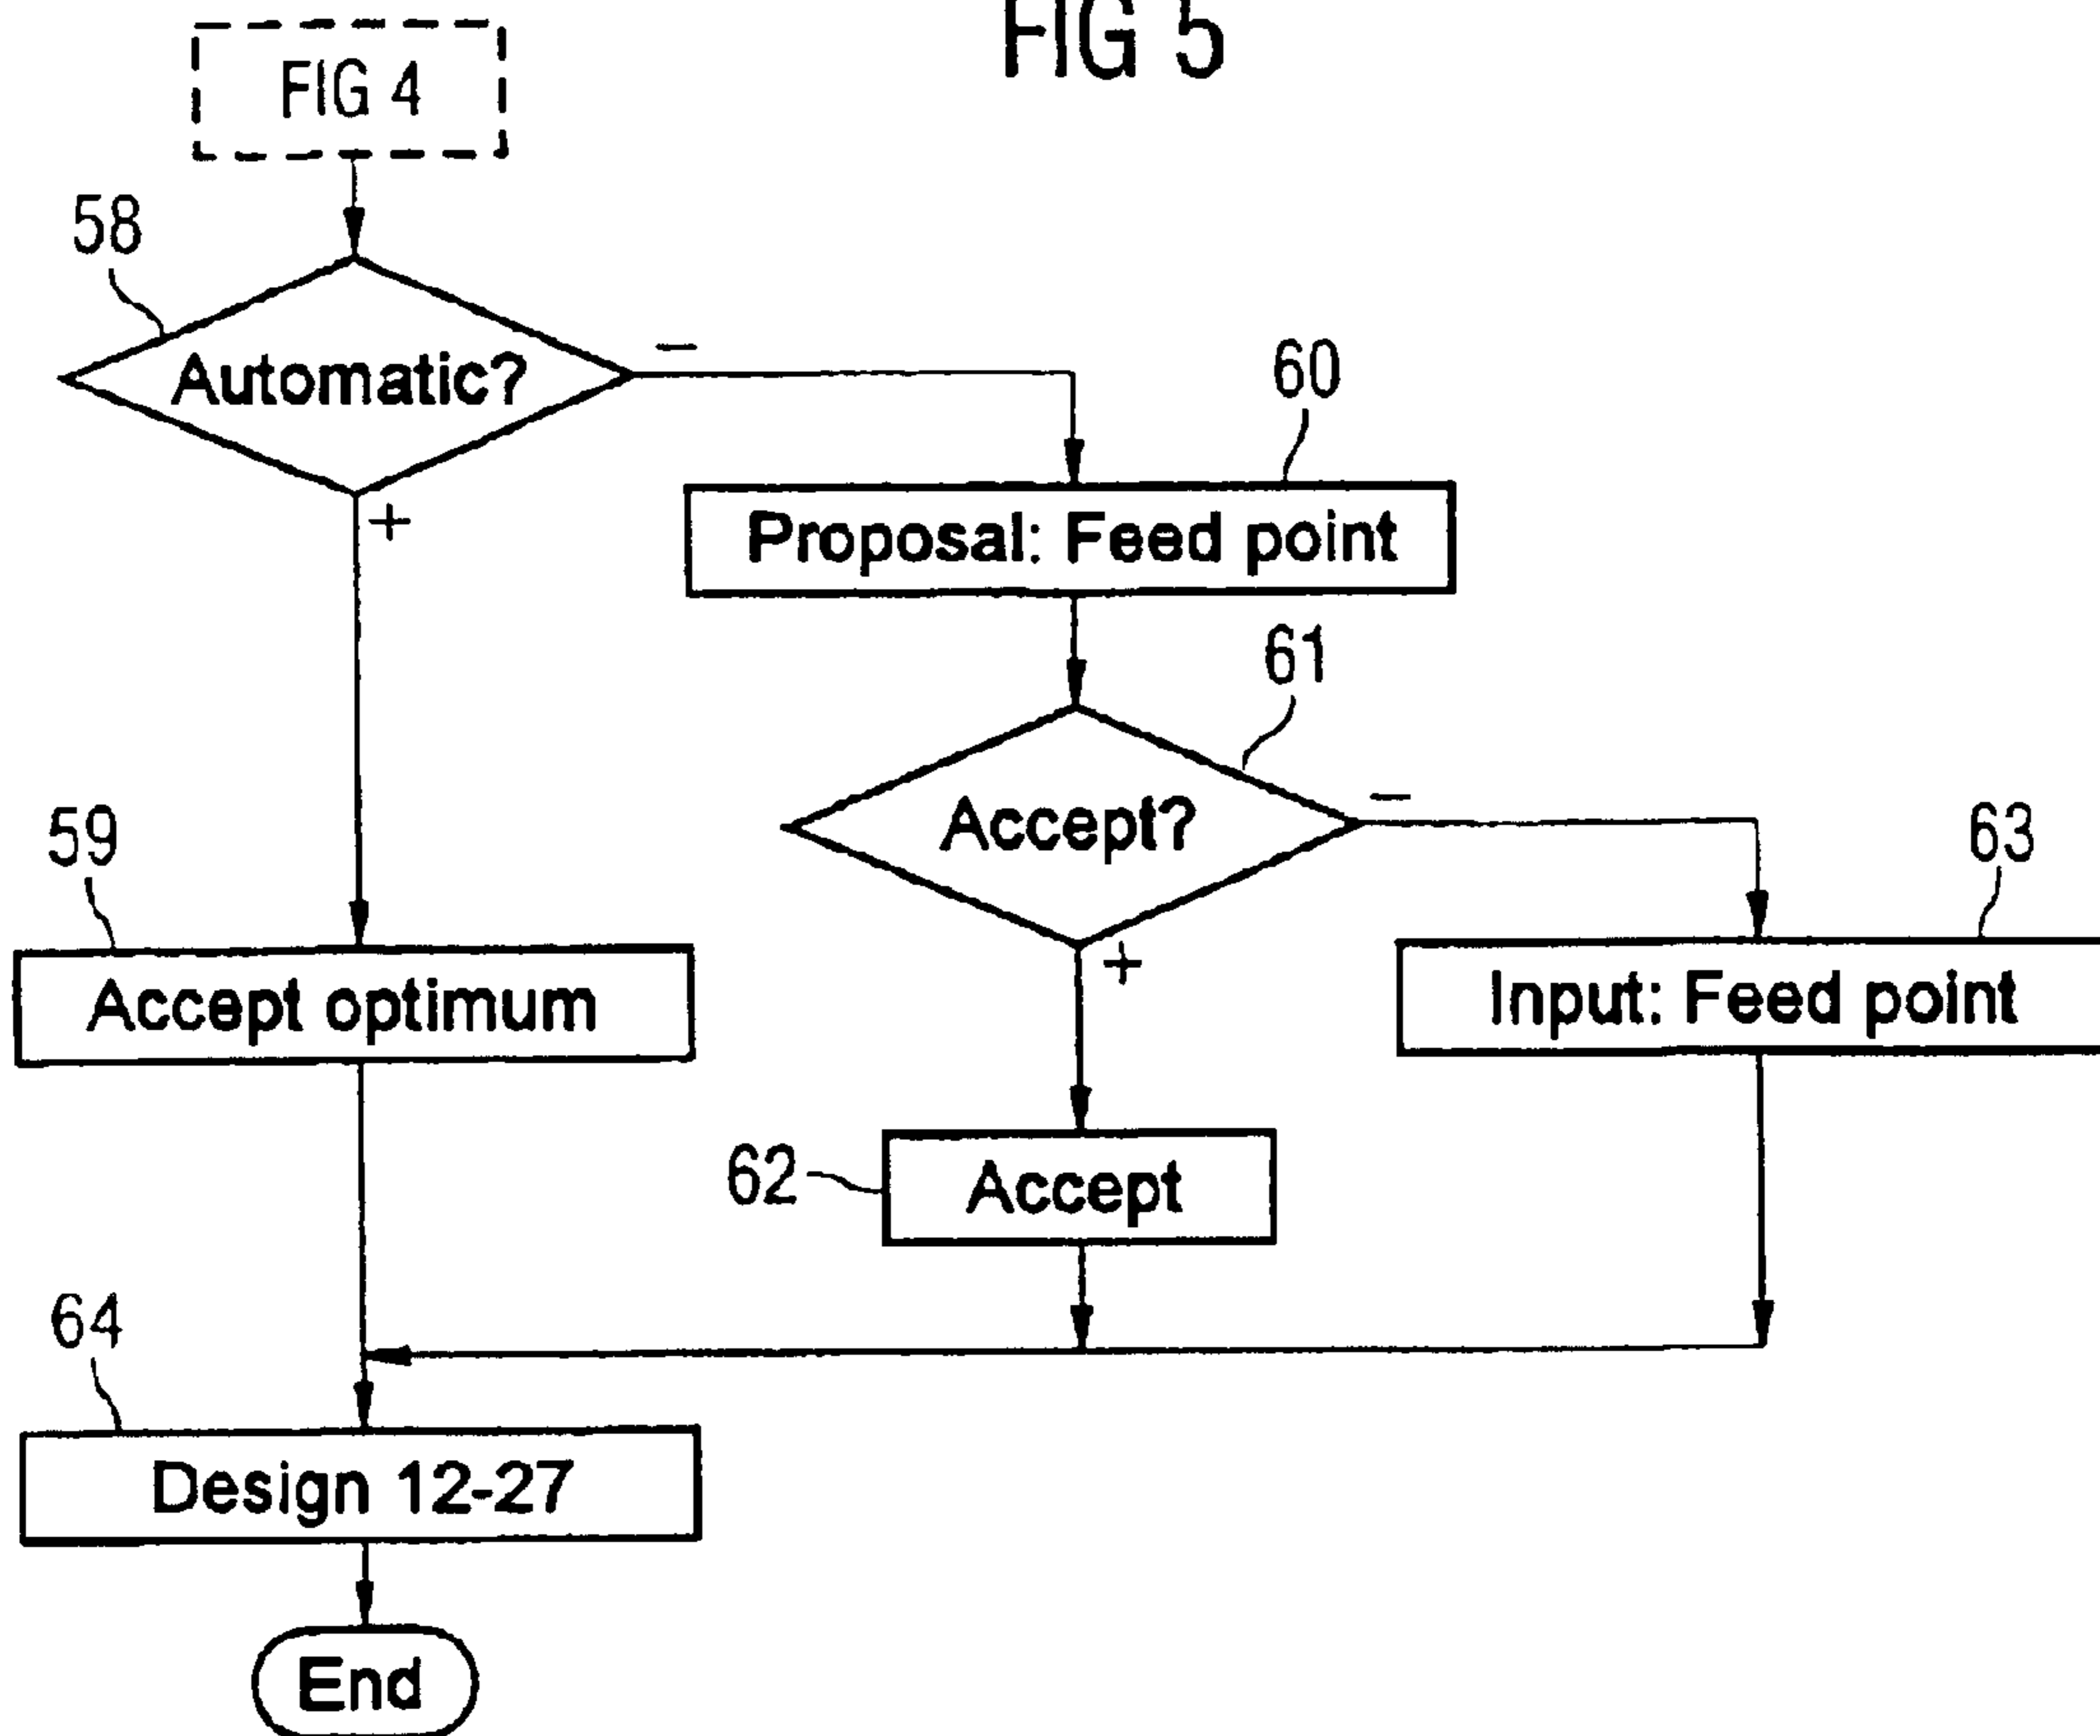 FIG 5
FIG 4
58
Automatic?
−
+
60
Proposal: Feed point
61
Accept?
−
+
59
Accept optimum
63
Input: Feed point
62
Accept
64
Design 12-27
End